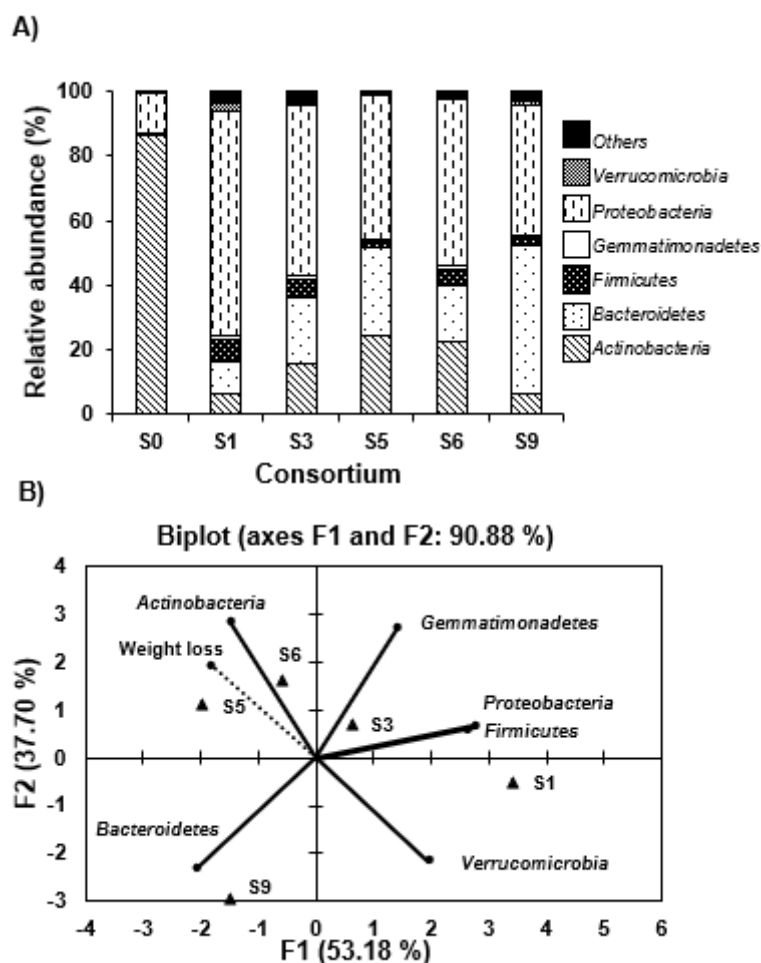 A)
Relative abundance (%)
100
80
60
40
20
0
S0 S1 S3 S5 S6 S9
Consortium
Others
Verrucomicrobia
Proteobacteria
Gemmatimonadetes
Firmicutes
Bacteroidetes
Actinobacteria
B)
Biplot (axes F1 and F2: 90.88 %)
F2 (37.70 %)
4
3
2
1
0
-1
-2
-3
Actinobacteria
Gemmatimonadetes
Weight loss
S6
S5
S3
Proteobacteria
Firmicutes
S1
Bacteroidetes
Verrucomicrobia
S9
-4 -3 -2 -1 0 1 2 3 4 5 6
F1 (53.18 %)